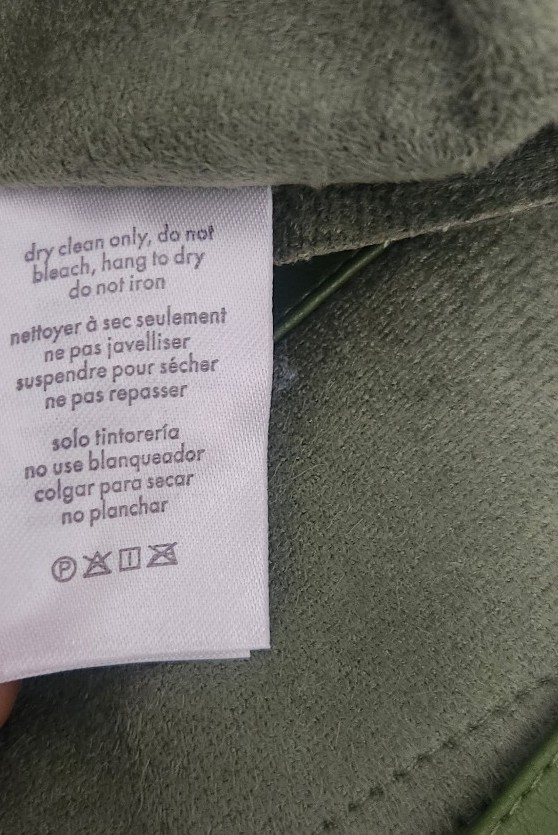 dry clean only, do not
bleach, hang to dry
do not iron
nettoyer à sec seulement
ne pas javelliser
suspendre pour sécher
ne pas repasser
solo tintorería
no use blanqueador
colgar para secar
no planchar
P